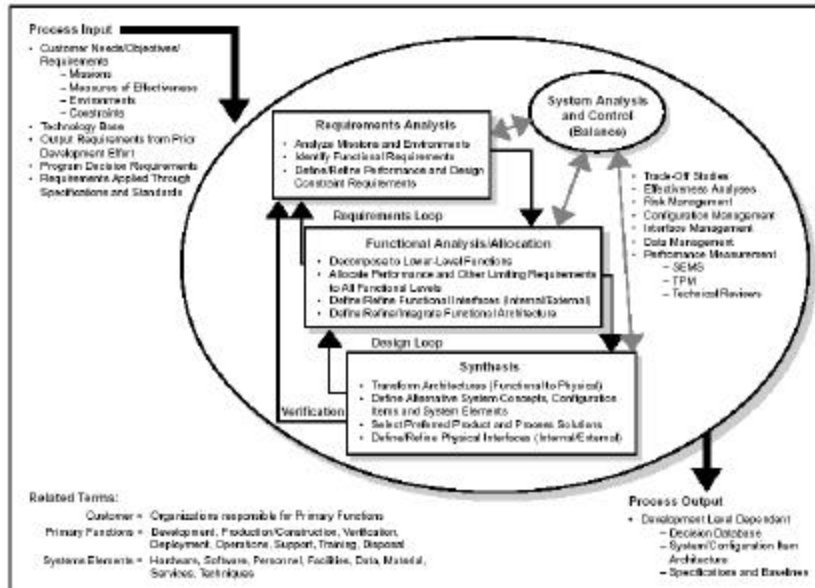 Process Input
• Customer Needs/Objectives/
Requirements
– Missions
– Measures of Effectiveness
– Environments
– Constraints
• Technology Base
• Output Requirements from Prior
Development Effort
• Program Decision Requirements
• Requirements Applied Through
Specifications and Standards
System Analysis
and Control
(Balance)
Requirements Analysis
• Analyze Missions and Environments
• Identify Functional Requirements
• Define/Refine Performance and Design
Constraint Requirements
• Trade-Off Studies
• Effectiveness Analyses
• Risk Management
• Configuration Management
• Interface Management
• Data Management
• Performance Measurement
– SEMS
– TPM
– Technical Reviews
Requirements Loop
Functional Analysis/Allocation
• Decompose to Lower-Level Functions
• Allocate Performance and Other Limiting Requirements
to All Functional Levels
• Define/Refine Functional Interfaces (Internal/External)
• Define/Refine/Integrate Functional Architecture
Design Loop
Synthesis
• Transform Architectures (Functional to Physical)
• Define Alternative System Concepts, Configuration
Items and System Elements
• Select Preferred Product and Process Solutions
• Define/Refine Physical Interfaces (Internal/External)
Verification
Related Terms:
Customer = Organizations responsible for Primary Functions
Primary Functions = Development, Production/Construction, Verification,
Deployment, Operations, Support, Training, Disposal
Systems Elements = Hardware, Software, Personnel, Facilities, Data, Material,
Services, Techniques
Process Output
• Development Level Dependent
– Decision Database
– System/Configuration Item
Architecture
– Specifications and Baselines